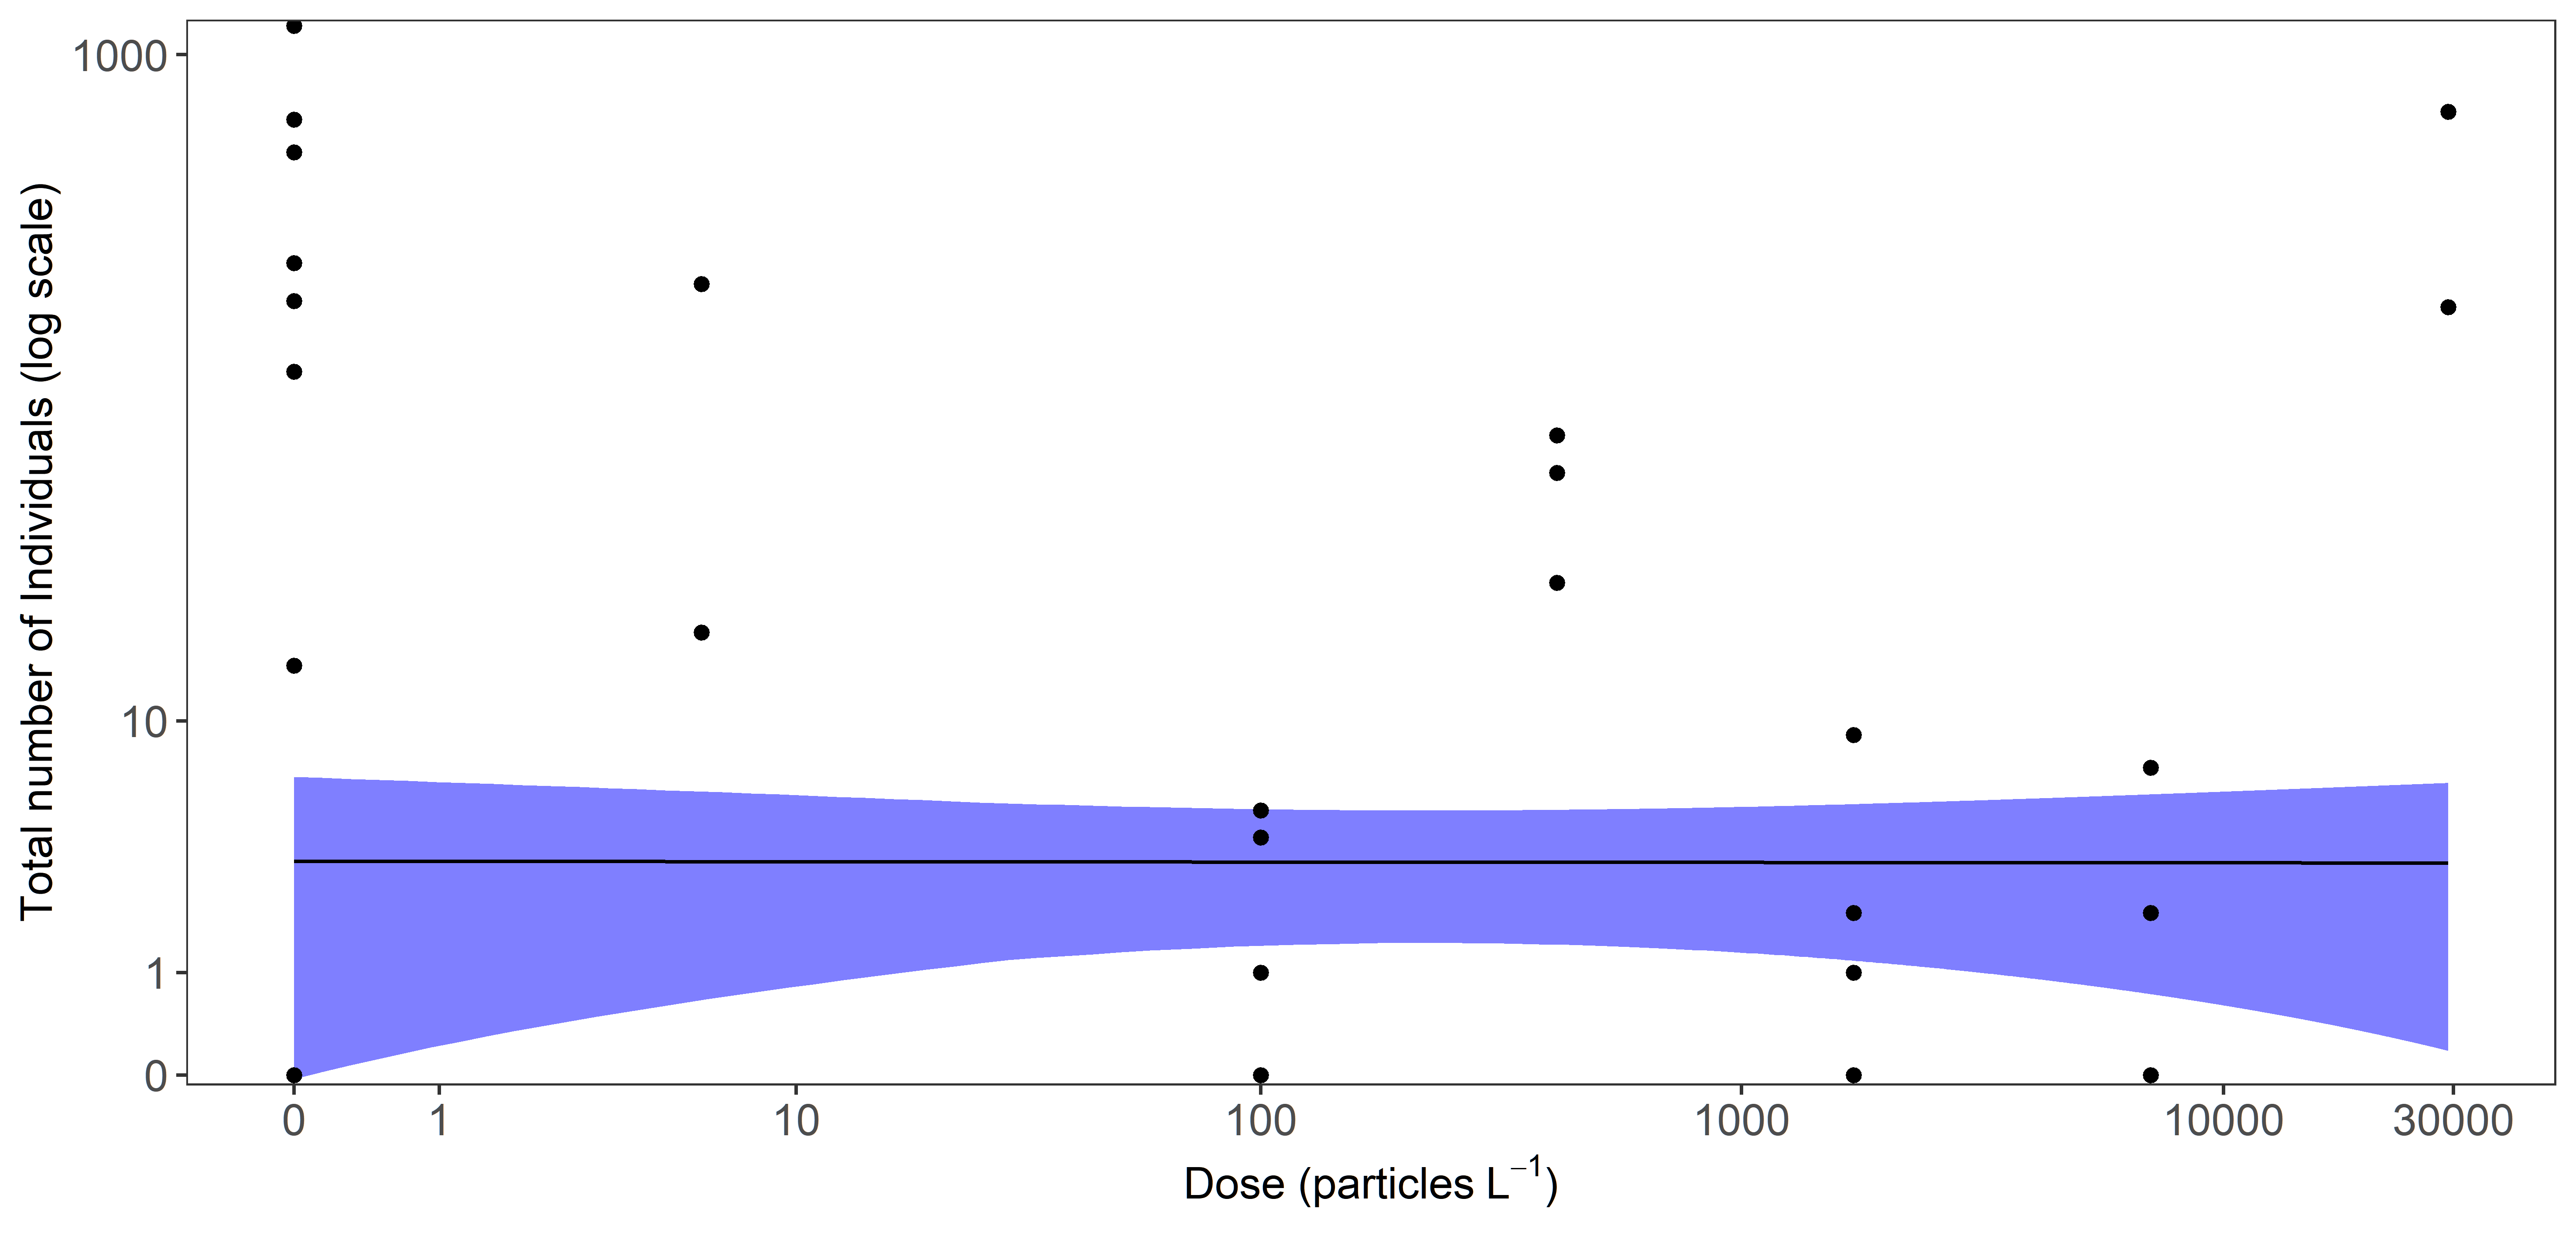 Total number of Individuals (log scale)
1000
10
1
0
0 1 10 100 1000 10000 30000
Dose (particles L⁻¹)